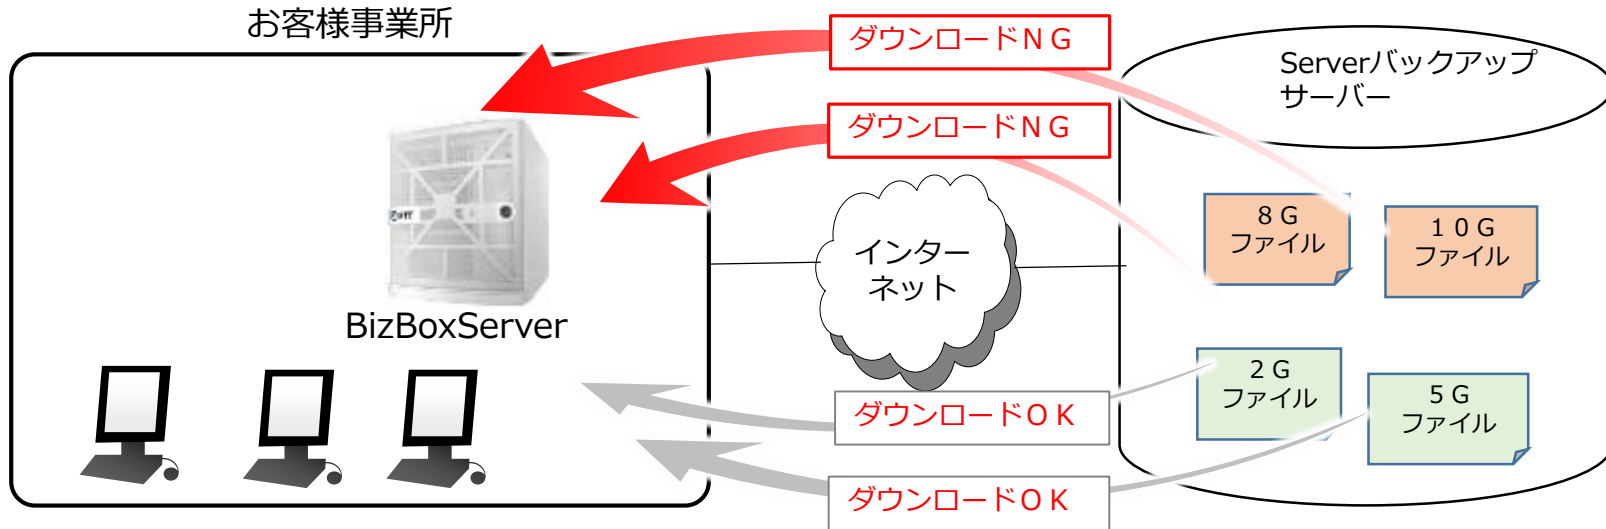 お客様事業所
ダウンロードＮＧ
Serverバックアップ
サーバー
ダウンロードＮＧ
８Ｇ
ファイル
１０Ｇ
ファイル
インター
ネット
BizBoxServer
２Ｇ
ファイル
５Ｇ
ファイル
ダウンロードＯＫ
ダウンロードＯＫ